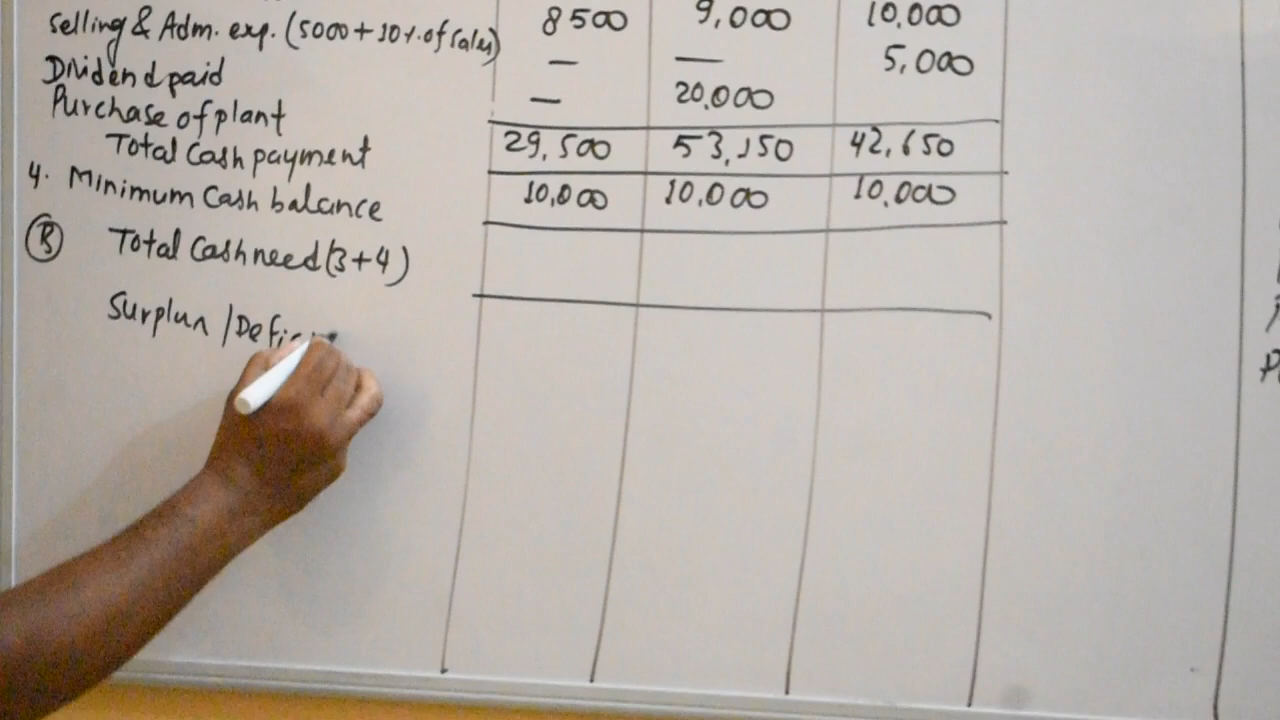 Selling & Adm. exp. (5000 + 10%. of Sales) 8500 9,000 10,000
Dividend paid — — 5,000
Purchase of plant — 20,000
Total Cash payment 29,500 53,150 42,650
4. Minimum Cash balance 10,000 10,000 10,000
B Total Cash need (3+4)
Surplus / Defic